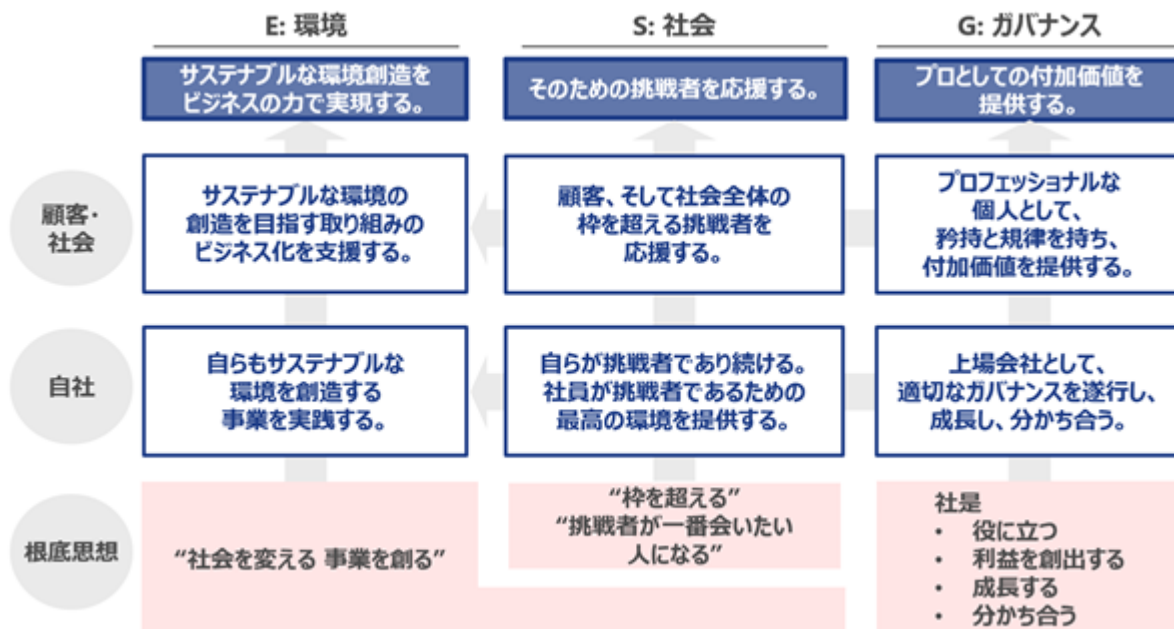 E: 環境
S: 社会
G: ガバナンス
サステナブルな環境創造を
ビジネスの力で実現する。
そのための挑戦者を応援する。
プロとしての付加価値を
提供する。
顧客・
社会
サステナブルな環境の
創造を目指す取り組みの
ビジネス化を支援する。
顧客、そして社会全体の
枠を超える挑戦者を
応援する。
プロフェッショナルな
個人として、
矜持と規律を持ち、
付加価値を提供する。
自社
自らもサステナブルな
環境を創造する
事業を実践する。
自らが挑戦者であり続ける。
社員が挑戦者であるための
最高の環境を提供する。
上場会社として、
適切なガバナンスを遂行し、
成長し、分かち合う。
根底思想
“社会を変える 事業を創る”
“枠を超える”
“挑戦者が一番会いたい
人になる”
社是
• 役に立つ
• 利益を創出する
• 成長する
• 分かち合う